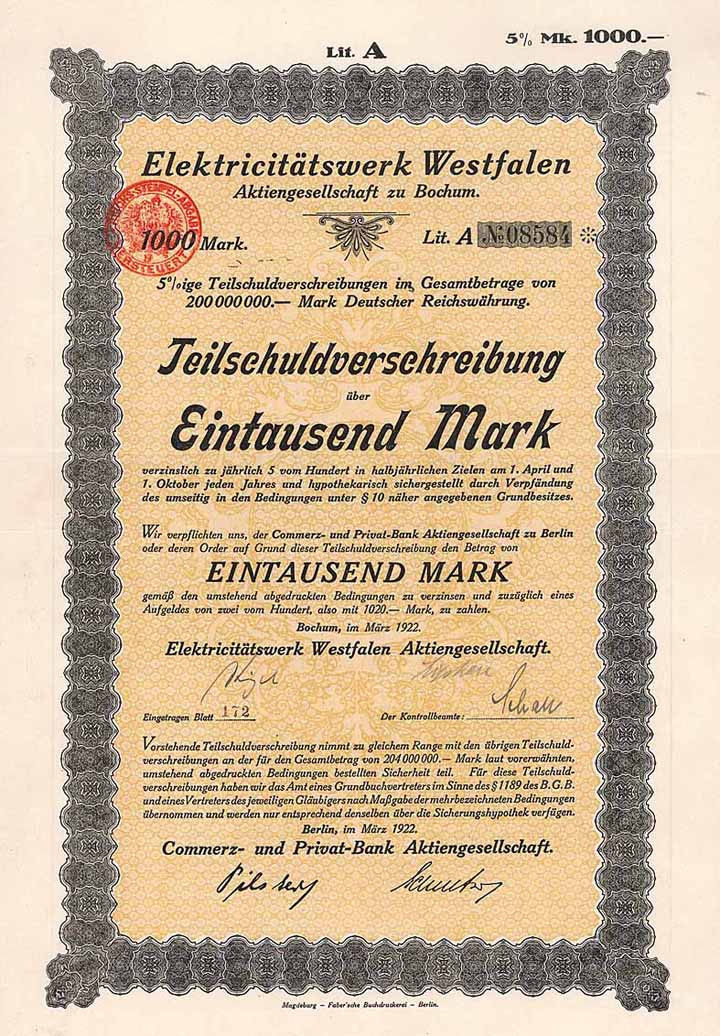 Lit. A
5% Mk. 1000.—
Elektricitätswerk Westfalen
Aktiengesellschaft zu Bochum.
1000 Mark.
Lit. A № 08584
5%ige Teilschuldverschreibungen im Gesamtbetrage von
200000000.— Mark Deutscher Reichswährung.
Teilschuldverschreibung
über
Eintausend Mark
verzinslich zu jährlich 5 vom Hundert in halbjährlichen Zielen am 1. April und
1. Oktober jeden Jahres und hypothekarisch sichergestellt durch Verpfändung
des umseitig in den Bedingungen unter § 10 näher angegebenen Grundbesitzes.
Wir verpflichten uns, der Commerz- und Privat-Bank Aktiengesellschaft zu Berlin
oder deren Order auf Grund dieser Teilschuldverschreibung den Betrag von
EINTAUSEND MARK
gemäß den umstehend abgedruckten Bedingungen zu verzinsen und zuzüglich eines
Aufgeldes von zwei vom Hundert, also mit 1020.— Mark, zu zahlen.
Bochum, im März 1922.
Elektricitätswerk Westfalen Aktiengesellschaft.
Eingetragen Blatt 172
Der Kontrollbeamte:
Vorstehende Teilschuldverschreibung nimmt zu gleichem Range mit den übrigen Teilschuld-
verschreibungen an der für den Gesamtbetrag von 204000000.— Mark laut vorerwähnten,
umstehend abgedruckten Bedingungen bestellten Sicherheit teil. Für diese Teilschuld-
verschreibungen haben wir das Amt eines Grundbuchvertreters im Sinne des § 1189 des B.G.B.
und eines Vertreters des jeweiligen Gläubigers nach Maßgabe der mehrbezeichneten Bedingungen
übernommen und werden nur entsprechend denselben über die Sicherungshypothek verfügen.
Berlin, im März 1922.
Commerz- und Privat-Bank Aktiengesellschaft.
Magdeburg – Faber'sche Buchdruckerei – Berlin.